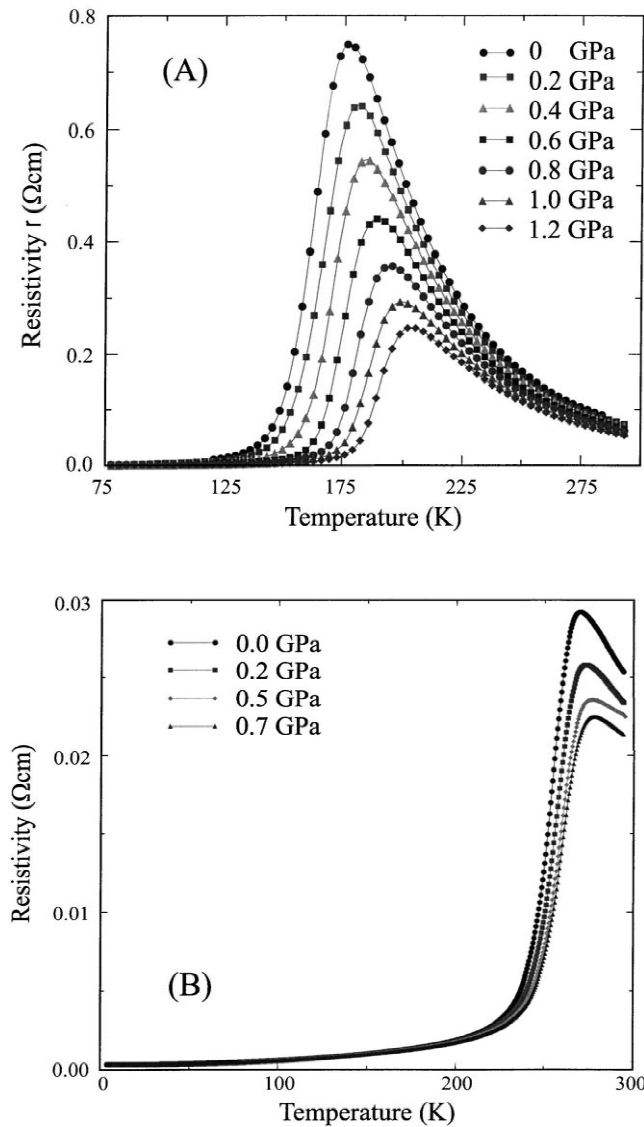 0.8
0.6
0.4
0.2
0.0
Resistivity r (Ωcm)
(A)
0 GPa
0.2 GPa
0.4 GPa
0.6 GPa
0.8 GPa
1.0 GPa
1.2 GPa
75 125 175 225 275
Temperature (K)
0.03
0.02
0.01
0.00
Resistivity (Ωcm)
0.0 GPa
0.2 GPa
0.5 GPa
0.7 GPa
(B)
0 100 200 300
Temperature (K)